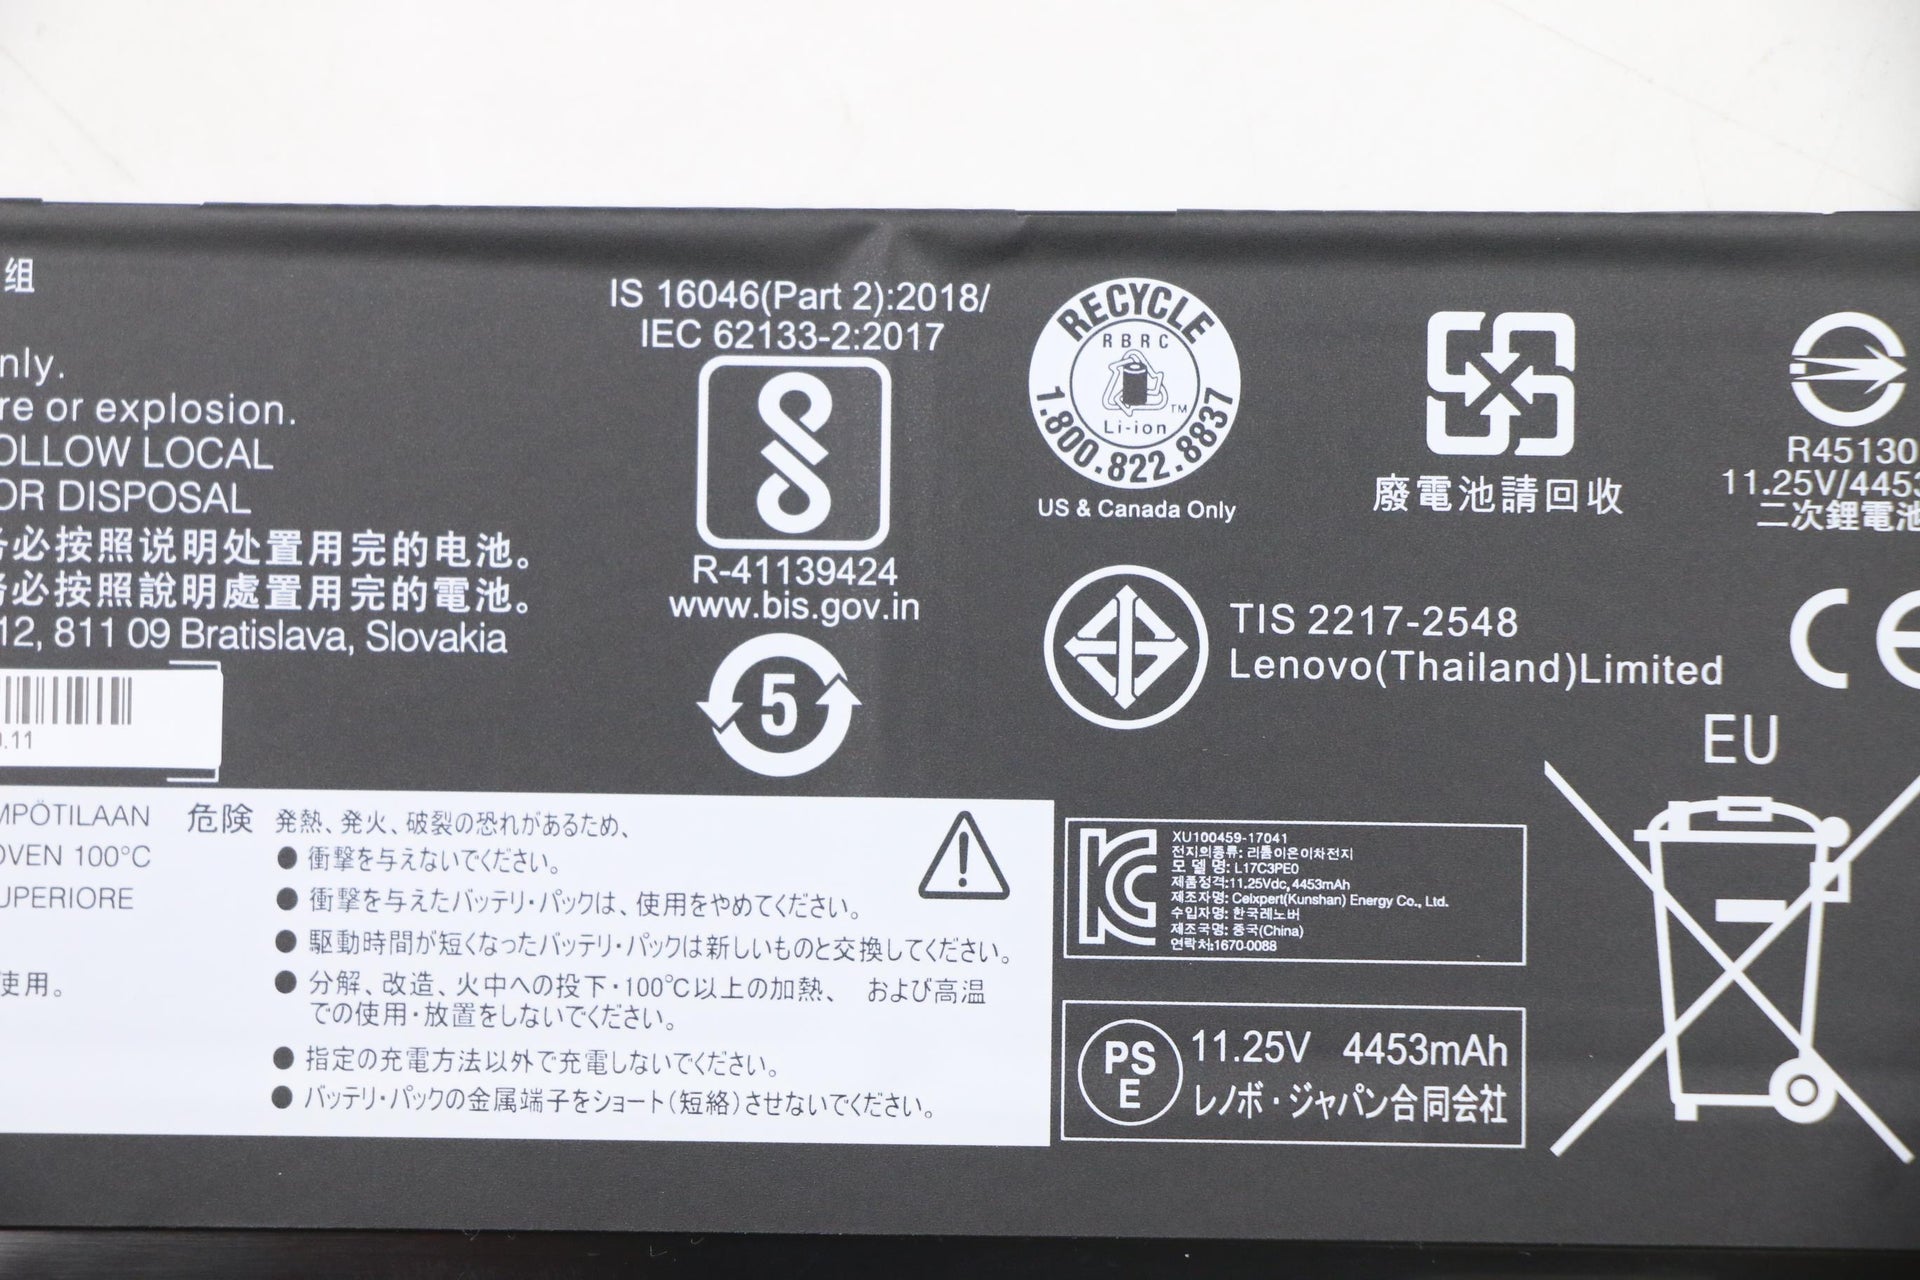 组
nly.
re or explosion.
OLLOW LOCAL
OR DISPOSAL
必按照说明处置用完的电池。
必按照說明處置用完的電池。
12, 811 09 Bratislava, Slovakia
.11
IS 16046(Part 2):2018/
IEC 62133-2:2017
R-41139424
www.bis.gov.in
5
RECYCLE
RBRC
TM
Li-ion
1.800.822.8837
US & Canada Only
廢電池請回收
R45130
11.25V/4453
二次鋰電池
TIS 2217-2548
Lenovo(Thailand)Limited
CE
EU
MPÖTILAAN
OVEN 100°C
UPERIORE
使用。
危険 発熱、発火、破裂の恐れがあるため、
●衝撃を与えないでください。
●衝撃を与えたバッテリ・パックは、使用をやめてください。
●駆動時間が短くなったバッテリ・パックは新しいものと交換してください。
●分解、改造、火中への投下・100℃以上の加熱、 および高温
での使用・放置をしないでください。
●指定の充電方法以外で充電しないでください。
●バッテリ・パックの金属端子をショート(短絡)させないでください。
XU100459-17041
전지의종류: 리튬이온이차전지
모 델 명: L17C3PE0
제품정격:11.25Vdc, 4453mAh
제조자명: Celxpert(Kunshan) Energy Co., Ltd.
수입자명: 한국레노버
제조국명: 중국(China)
연락처:1670-0088
PS
E
11.25V 4453mAh
レノボ・ジャパン合同会社